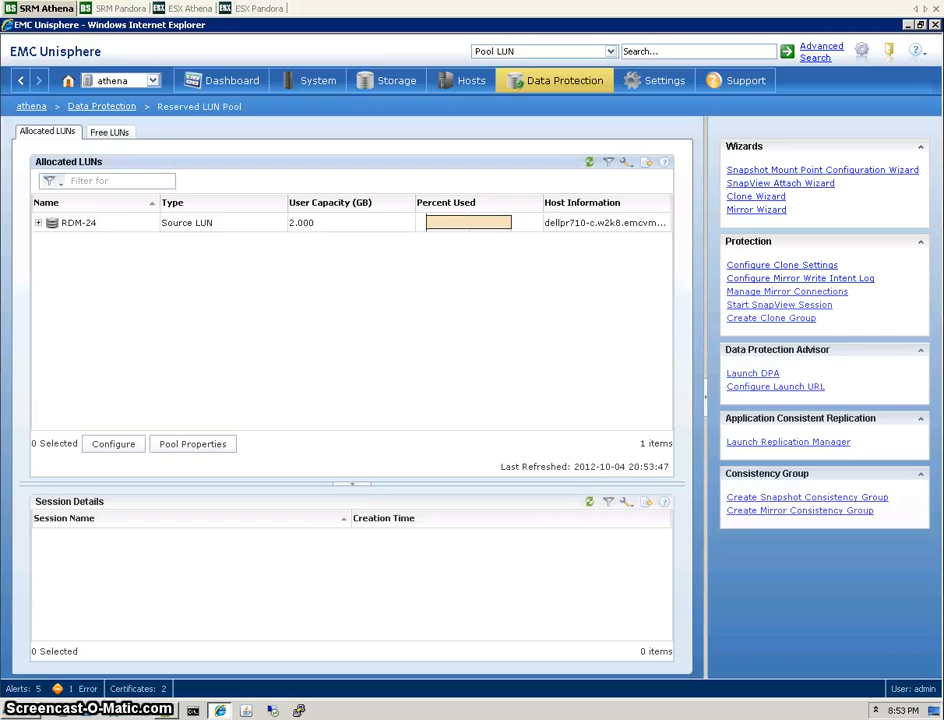 SRM Athena SRM Pandora ESX Athena ESX Pandora
EMC Unisphere - Windows Internet Explorer
EMC Unisphere Pool LUN Search... Advanced Search
athena Dashboard System Storage Hosts Data Protection Settings Support
athena > Data Protection > Reserved LUN Pool
Allocated LUNs Free LUNs
Allocated LUNs
Filter for
Name Type User Capacity (GB) Percent Used Host Information
RDM-24 Source LUN 2.000 dellpr710-c.w2k8.emcvm...
0 Selected Configure Pool Properties 1 items
Last Refreshed: 2012-10-04 20:53:47
Session Details
Session Name Creation Time
0 Selected 0 items
Wizards
Snapshot Mount Point Configuration Wizard
SnapView Attach Wizard
Clone Wizard
Mirror Wizard
Protection
Configure Clone Settings
Configure Mirror Write Intent Log
Manage Mirror Connections
Start SnapView Session
Create Clone Group
Data Protection Advisor
Launch DPA
Configure Launch URL
Application Consistent Replication
Launch Replication Manager
Consistency Group
Create Snapshot Consistency Group
Create Mirror Consistency Group
Alerts: 5 1 Error Certificates: 2 User: admin
Screencast-O-Matic.com 8:53 PM